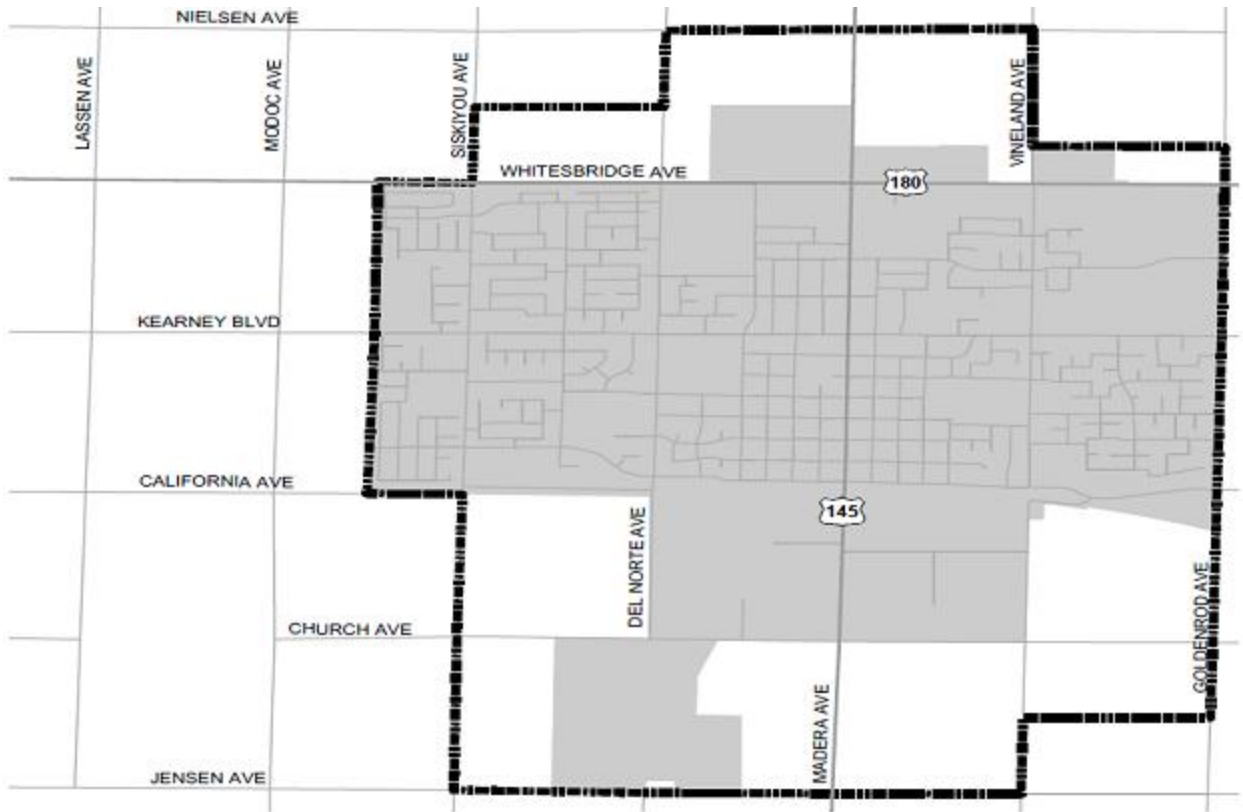 NIELSEN AVE
LASSEN AVE
MODOC AVE
SISKIYOU AVE
VINELAND AVE
WHITESBRIDGE AVE
180
KEARNEY BLVD
CALIFORNIA AVE
145
DEL NORTE AVE
GOLDENROD AVE
CHURCH AVE
MADERA AVE
JENSEN AVE